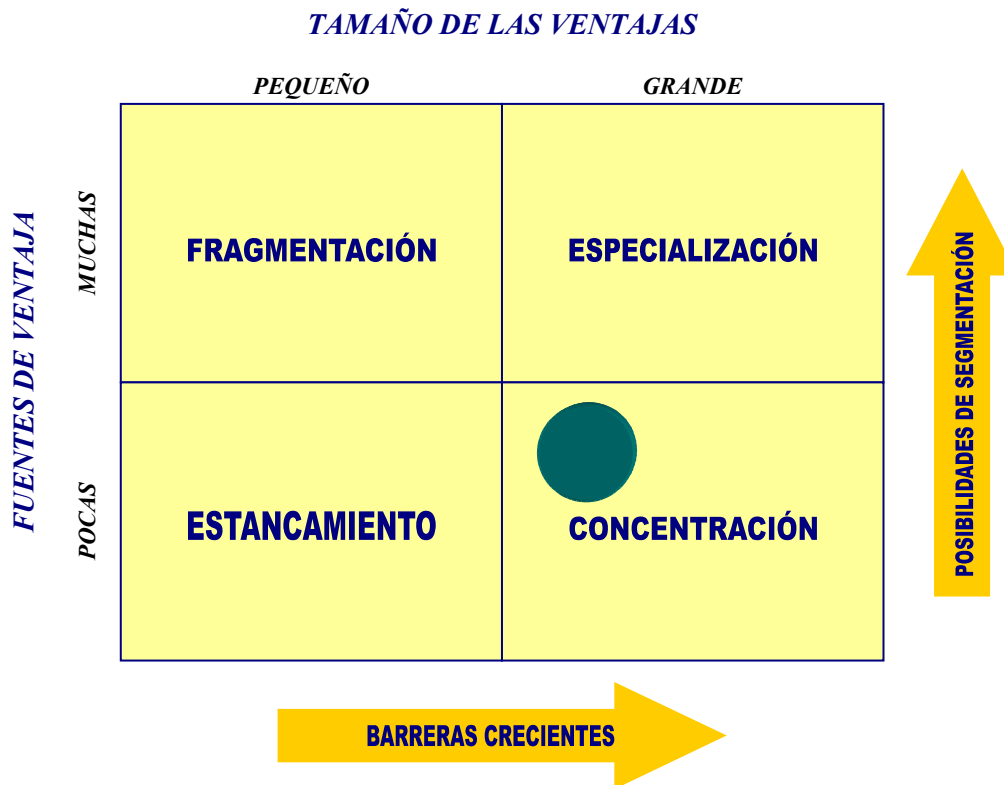 TAMAÑO DE LAS VENTAJAS
PEQUEÑO
GRANDE
FUENTES DE VENTAJA
MUCHAS
FRAGMENTACIÓN
ESPECIALIZACIÓN
POSIBILIDADES DE SEGMENTACIÓN
POCAS
ESTANCAMIENTO
CONCENTRACIÓN
BARRERAS CRECIENTES